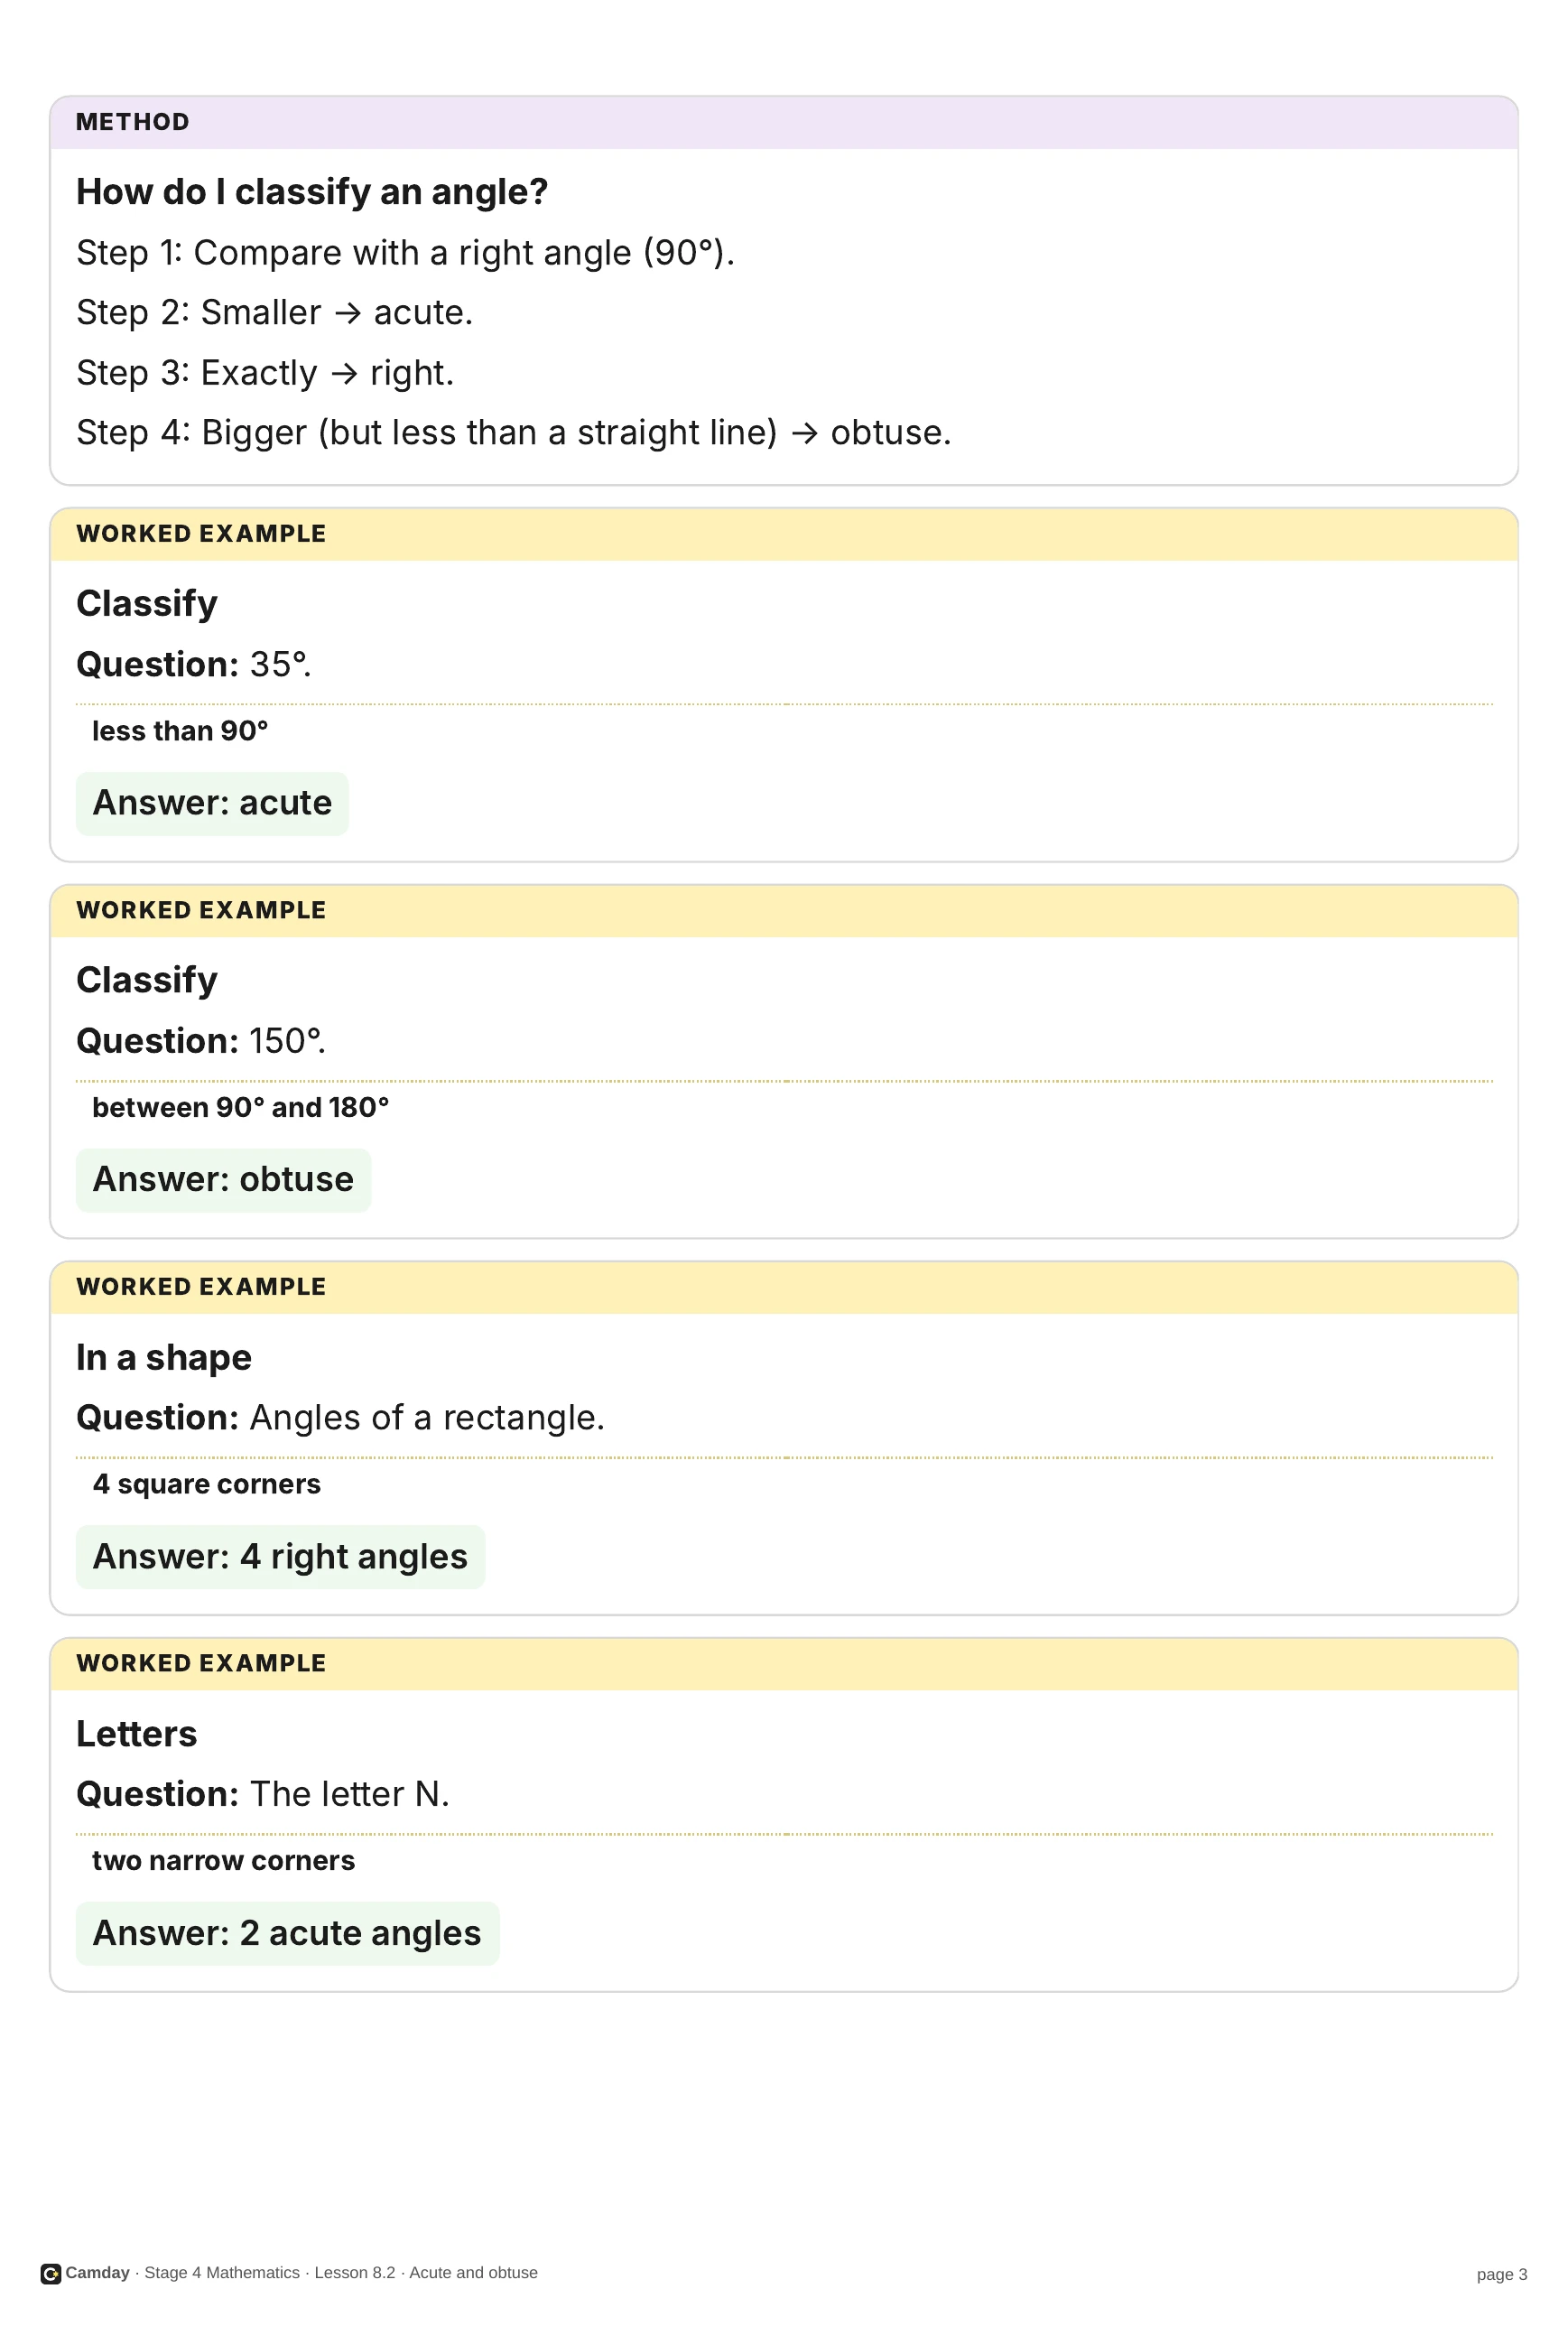 METHOD
How do I classify an angle?
Step 1: Compare with a right angle (90°).
Step 2: Smaller → acute.
Step 3: Exactly → right.
Step 4: Bigger (but less than a straight line) → obtuse.
WORKED EXAMPLE
Classify
Question: 35°.
less than 90°
Answer: acute
WORKED EXAMPLE
Classify
Question: 150°.
between 90° and 180°
Answer: obtuse
WORKED EXAMPLE
In a shape
Question: Angles of a rectangle.
4 square corners
Answer: 4 right angles
WORKED EXAMPLE
Letters
Question: The letter N.
two narrow corners
Answer: 2 acute angles
Camday · Stage 4 Mathematics · Lesson 8.2 · Acute and obtuse
page 3